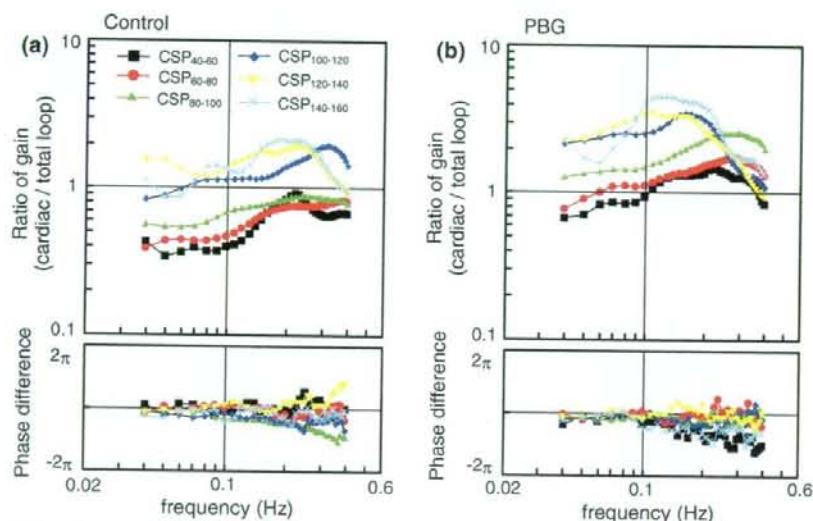 Control
(a)
10
CSP40-60
CSP60-80
CSP80-100
CSP100-120
CSP120-140
CSP140-160
1
0.1
Ratio of gain
(cardiac / total loop)
2π
-2π
Phase difference
0.02
0.1
0.6
frequency (Hz)
PBG
(b)
10
1
0.1
Ratio of gain
(cardiac / total loop)
2π
-2π
Phase difference
0.02
0.1
0.6
frequency (Hz)